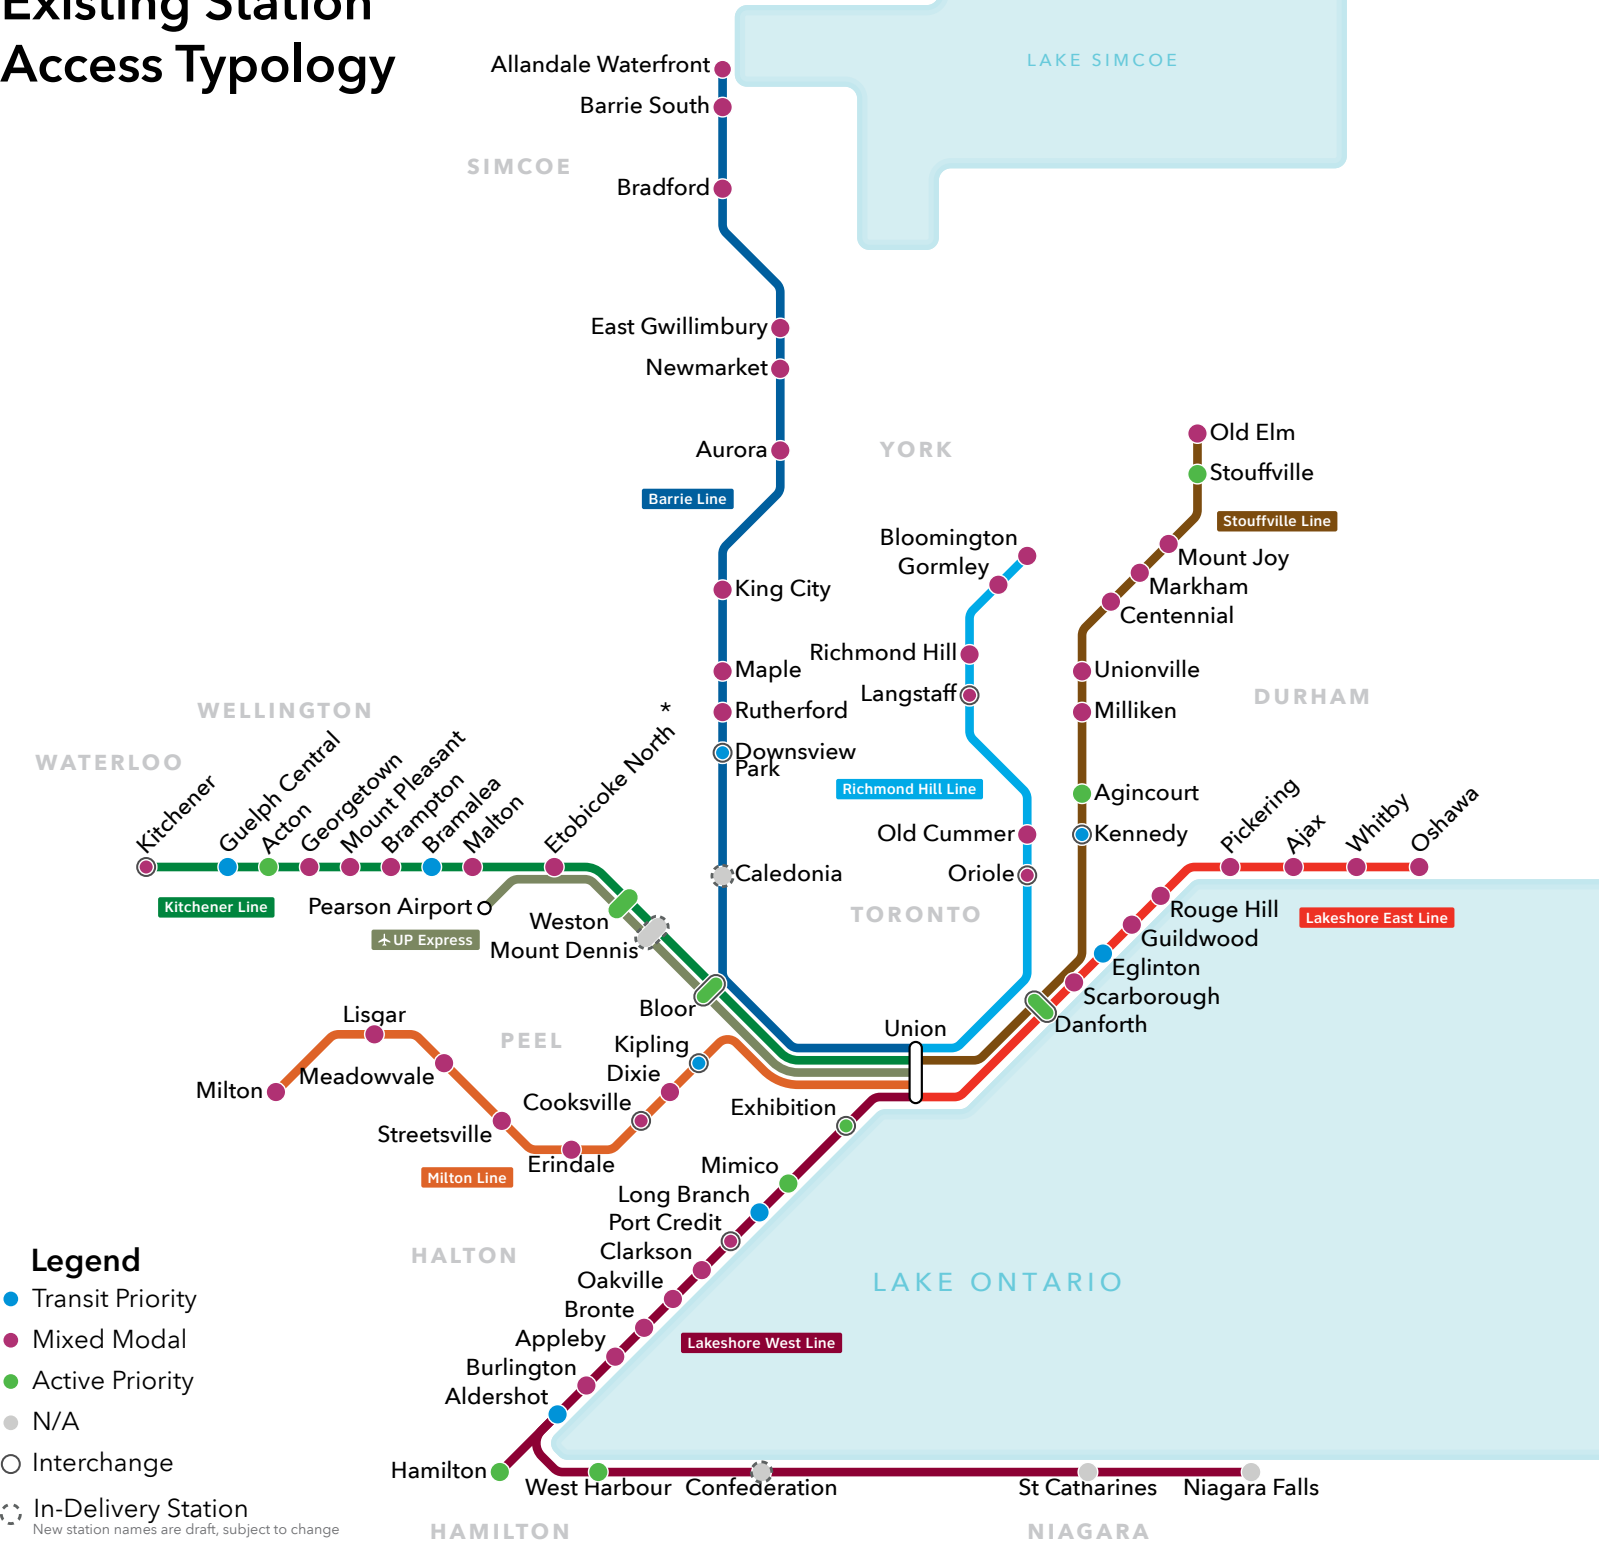 Existing Station
Access Typology
LAKE SIMCOE
Allandale Waterfront
Barrie South
SIMCOE
Bradford
East Gwillimbury
Newmarket
Aurora
YORK
Barrie Line
Old Elm
Stouffville
Stouffville Line
Bloomington
Gormley
Mount Joy
Markham
Centennial
King City
Richmond Hill
Maple
Unionville
Langstaff
Rutherford
Milliken
DURHAM
WELLINGTON
WATERLOO
*
Downsview
Park
Richmond Hill Line
Agincourt
Kitchener
Guelph Central
Acton
Georgetown
Mount Pleasant
Brampton
Bramalea
Malton
Etobicoke North
Old Cummer
Kennedy
Pickering
Ajax
Whitby
Oshawa
Caledonia
Oriole
Kitchener Line
Pearson Airport
UP Express
Weston
Mount Dennis
TORONTO
Rouge Hill
Lakeshore East Line
Guildwood
Eglinton
Scarborough
Danforth
Bloor
Lisgar
PEEL
Union
Kipling
Meadowvale
Dixie
Milton
Cooksville
Exhibition
Streetsville
Erindale
Milton Line
Mimico
Long Branch
Port Credit
Clarkson
HALTON
Oakville
LAKE ONTARIO
Bronte
Appleby
Lakeshore West Line
Burlington
Aldershot
Legend
Transit Priority
Mixed Modal
Active Priority
N/A
Interchange
In-Delivery Station
New station names are draft, subject to change
Hamilton
West Harbour
Confederation
St Catharines
Niagara Falls
HAMILTON
NIAGARA